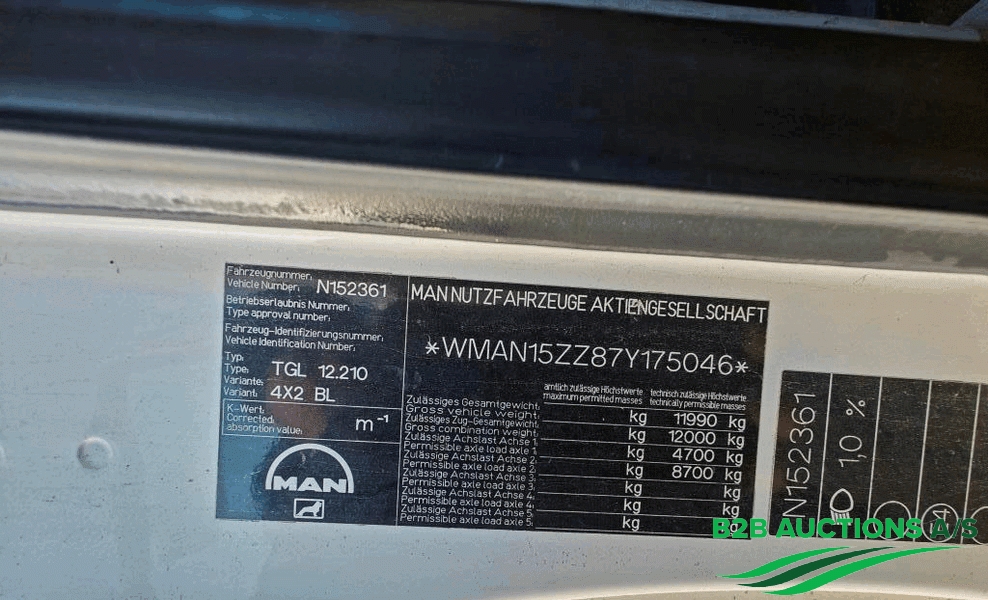 Fahrzeugnummer:
Vehicle Number: N152361
Betriebserlaubnis Nummer:
Type approval number:
Fahrzeug-Identifizierungsnummer:
Vehicle Identification Number:
Typ:
Type: TGL 12.210
Variante:
Variant: 4X2 BL
K-Wert:
Corrected
absorption value: m⁻¹
MAN
MAN NUTZFAHRZEUGE AKTIENGESELLSCHAFT
*WMAN15ZZ87Y175046*
amtlich zulässige Höchstwerte technisch zulässige Höchstwerte
maximum permitted masses technically permissible masses
Zulässiges Gesamtgewicht:
Gross vehicle weight: kg 11990 kg
Zulässiges Zug-Gesamtgewicht:
Gross combination weight: kg 12000 kg
Zulässige Achslast Achse 1:
Permissible axle load axle 1: kg 4700 kg
Zulässige Achslast Achse 2:
Permissible axle load axle 2: kg 8700 kg
Zulässige Achslast Achse 3:
Permissible axle load axle 3: kg kg
Zulässige Achslast Achse 4:
Permissible axle load axle 4: kg kg
Zulässige Achslast Achse 5:
Permissible axle load axle 5: kg kg
N152361
1,0 %
B2B AUCTIONS A/S